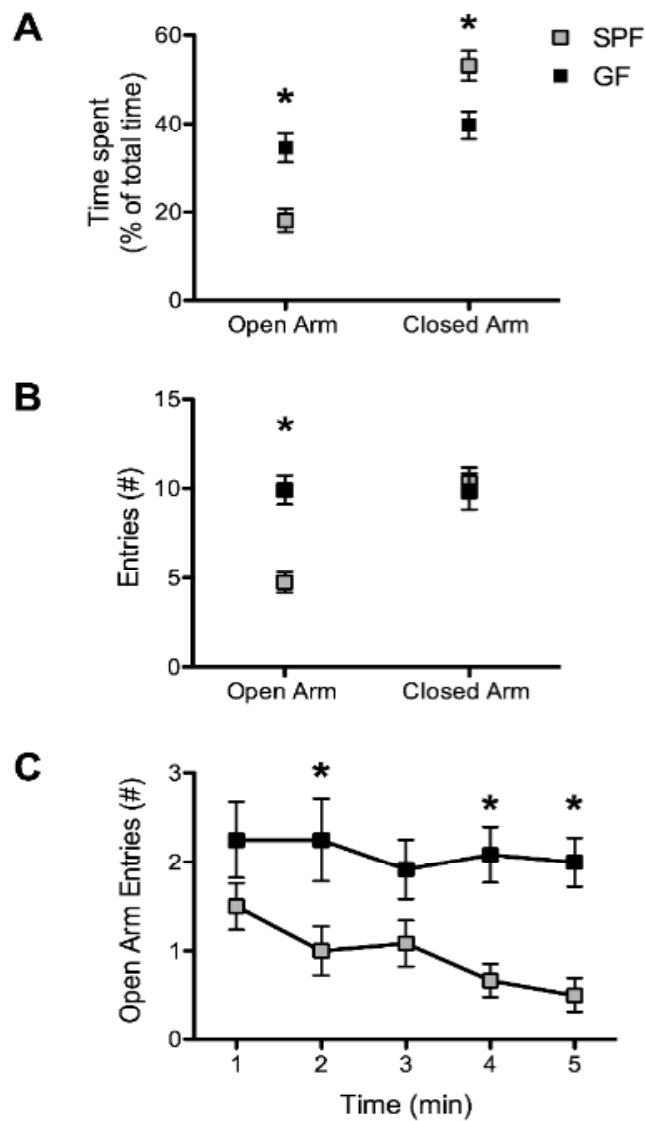 A
SPF
GF
Time spent
(% of total time)
60
40
20
0
*
*
Open Arm
Closed Arm
B
Entries (#)
15
10
5
0
*
Open Arm
Closed Arm
C
Open Arm Entries (#)
3
2
1
0
*
*
*
1
2
3
4
5
Time (min)